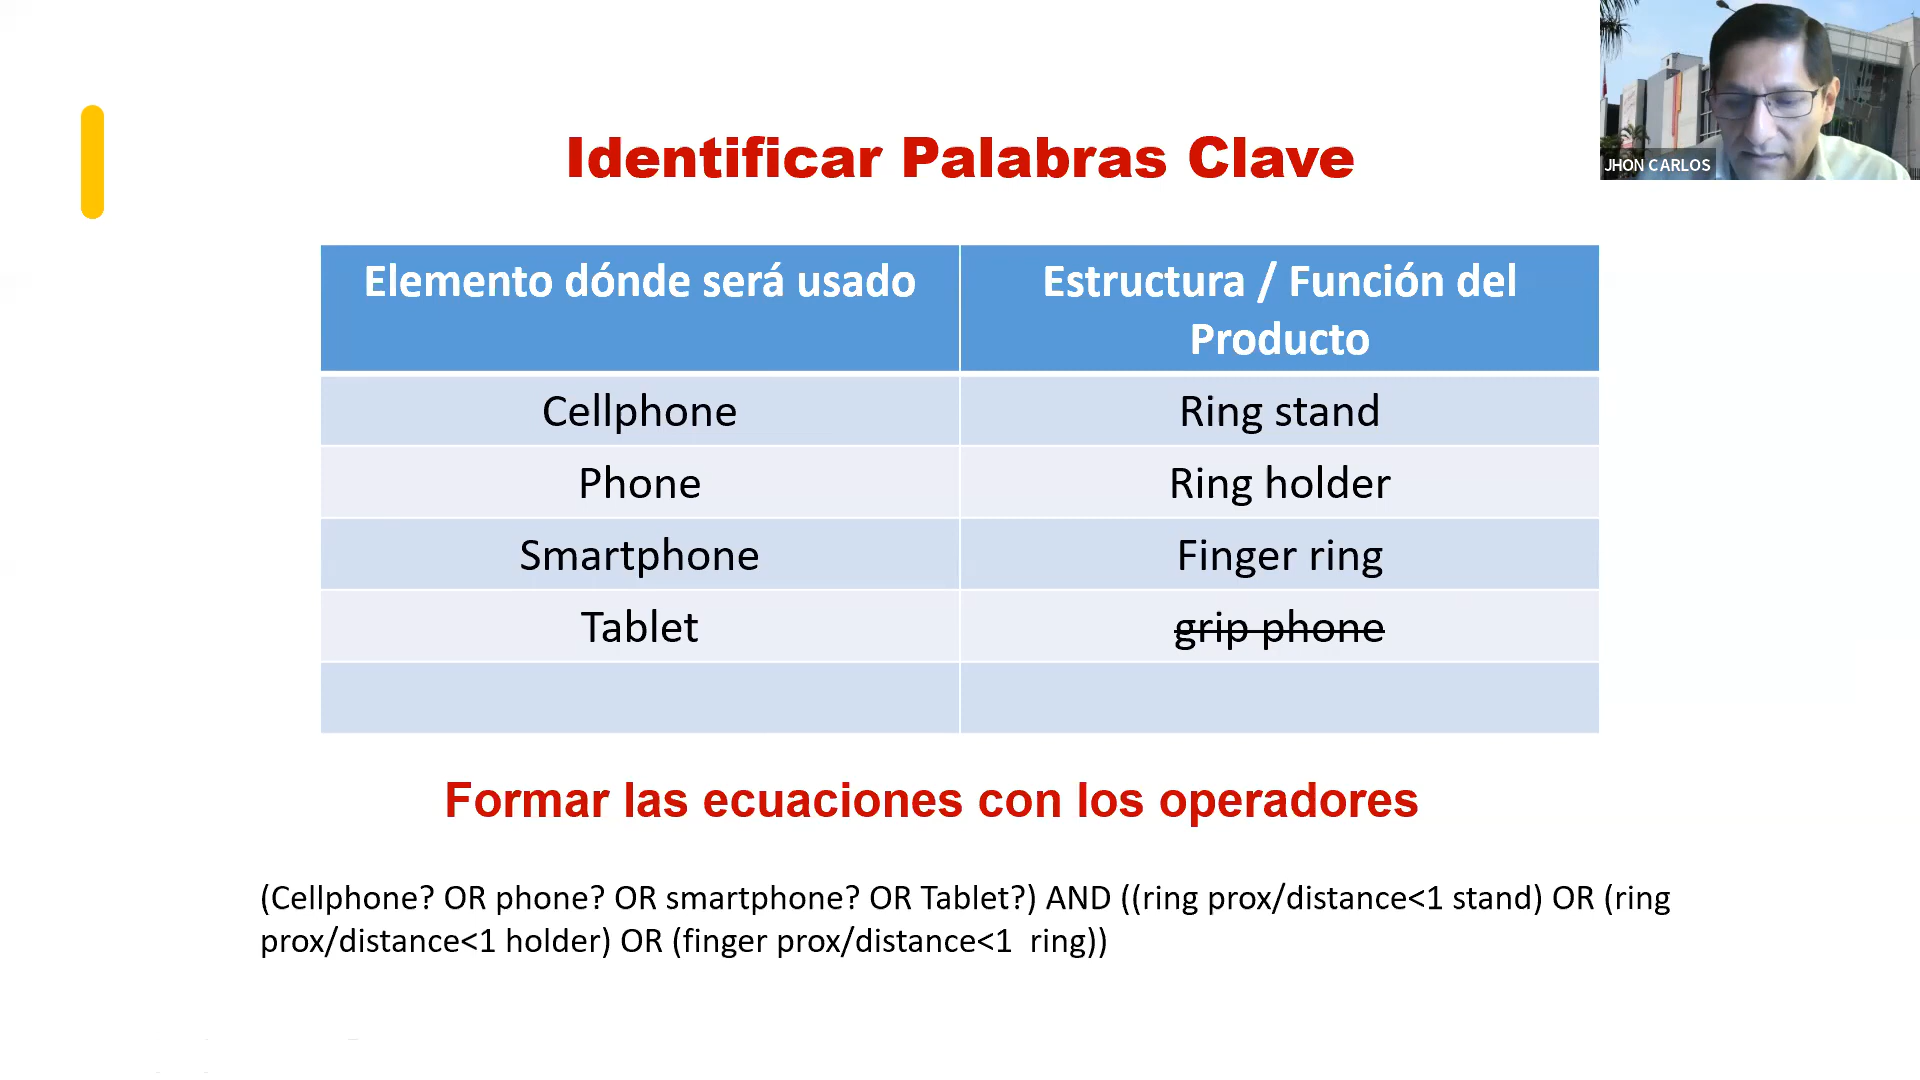 Identificar Palabras Clave
JHON CARLOS
Elemento dónde será usado
Estructura / Función del
Producto
Cellphone
Ring stand
Phone
Ring holder
Smartphone
Finger ring
Tablet
grip phone
Formar las ecuaciones con los operadores
(Cellphone? OR phone? OR smartphone? OR Tablet?) AND ((ring prox/distance<1 stand) OR (ring
prox/distance<1 holder) OR (finger prox/distance<1  ring))